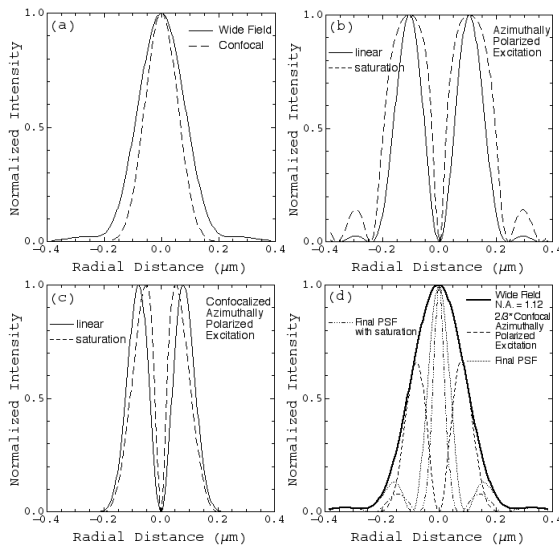 (a)
Wide Field
Confocal
Normalized Intensity
1.0
0.5
0.0
−0.4 −0.2 0.0 0.2 0.4
Radial Distance (μm)
(b)
linear
saturation
Azimuthally
Polarized
Excitation
Normalized Intensity
1.0
0.5
0.0
−0.4 −0.2 0.0 0.2 0.4
Radial Distance (μm)
(c)
linear
saturation
Confocalized
Azimuthally
Polarized
Excitation
Normalized Intensity
1.0
0.5
0.0
−0.4 −0.2 0.0 0.2 0.4
Radial Distance (μm)
(d)
Final PSF
with saturation
Wide Field
N.A. = 1.12
2/3*Confocal
Azimuthally
Polarized
Excitation
Final PSF
Normalized Intensity
1.0
0.5
0.0
−0.4 −0.2 0.0 0.2 0.4
Radial Distance (μm)